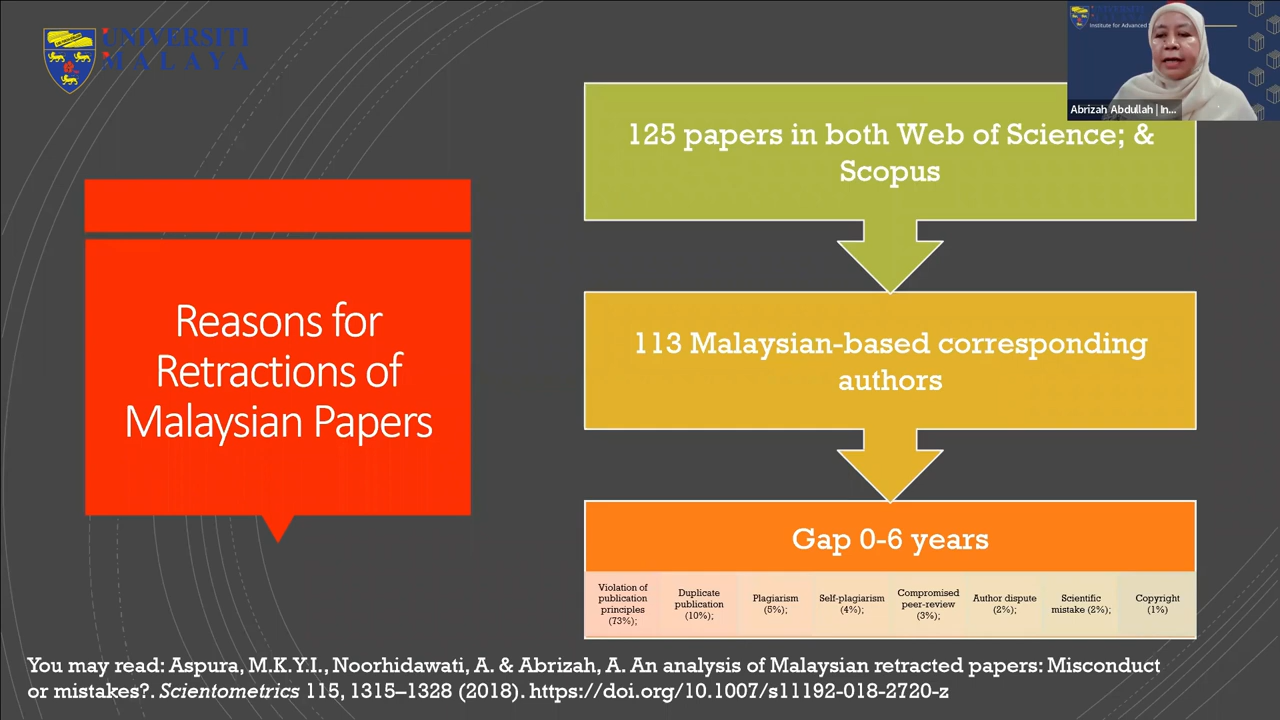 UNIVERSITI
MALAYA
Institute for Advanced
Abrizah Abdullah | In...
125 papers in both Web of Science; &
Scopus
Reasons for
Retractions of
Malaysian Papers
113 Malaysian-based corresponding
authors
Gap 0-6 years
Violation of
publication
principles
(73%);
Duplicate
publication
(10%);
Plagiarism
(5%);
Self-plagiarism
(4%);
Compromised
peer-review
(3%);
Author dispute
(2%);
Scientific
mistake (2%);
Copyright
(1%)
You may read: Aspura, M.K.Y.I., Noorhidawati, A. & Abrizah, A. An analysis of Malaysian retracted papers: Misconduct
or mistakes?. Scientometrics 115, 1315–1328 (2018). https://doi.org/10.1007/s11192-018-2720-z